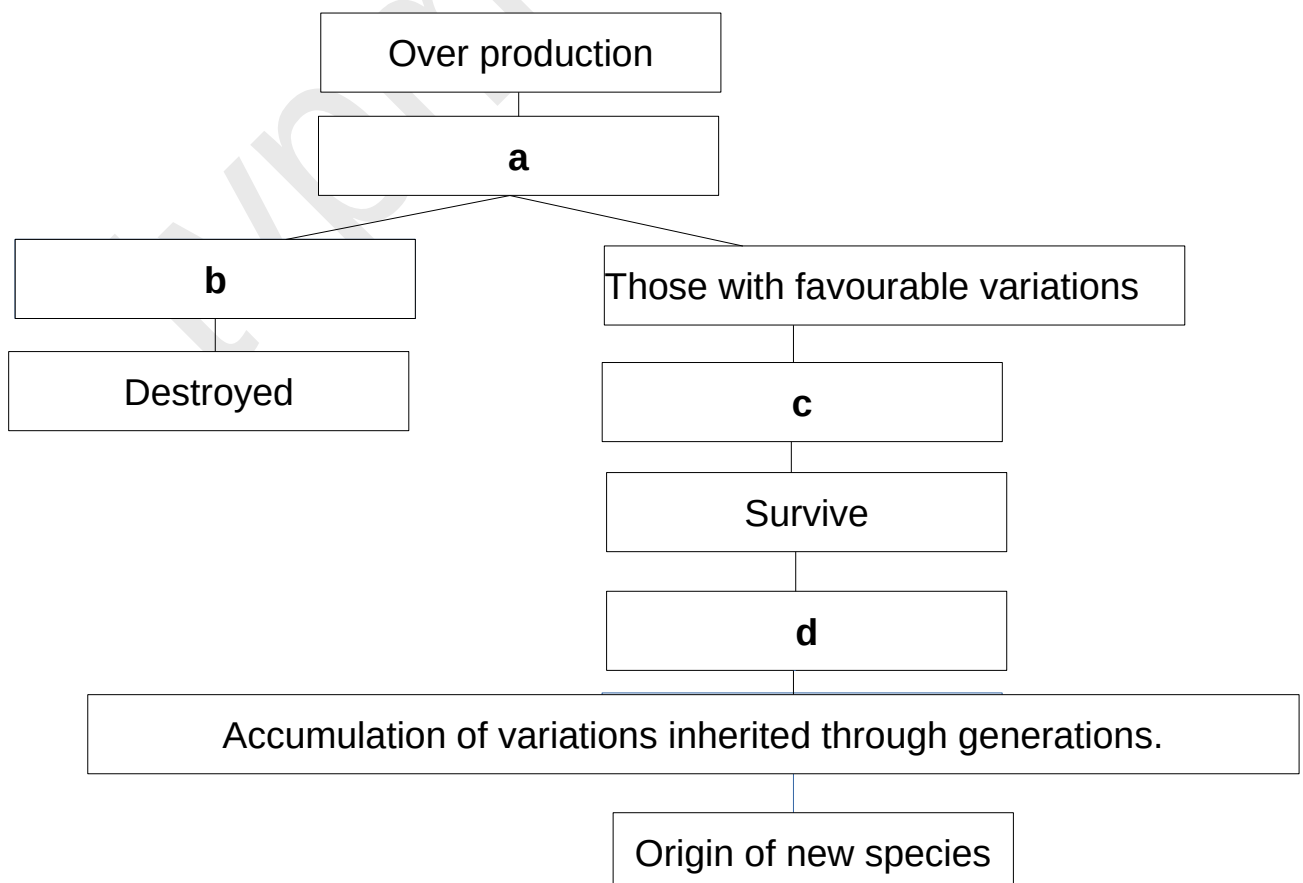 Over production
a
b
Those with favourable variations
Destroyed
c
Survive
d
Accumulation of variations inherited through generations.
Origin of new species